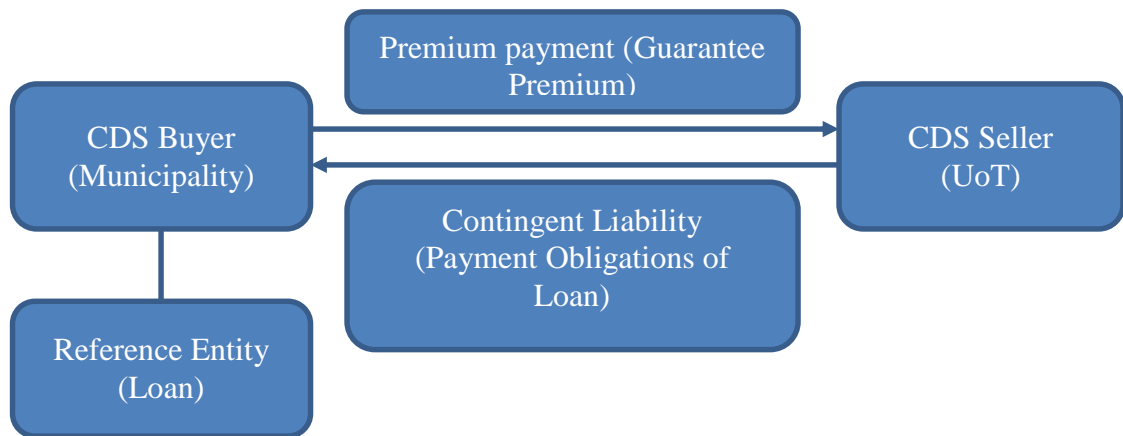 Premium payment (Guarantee
Premium)
CDS Buyer
(Municipality)
CDS Seller
(UoT)
Contingent Liability
(Payment Obligations of
Loan)
Reference Entity
(Loan)